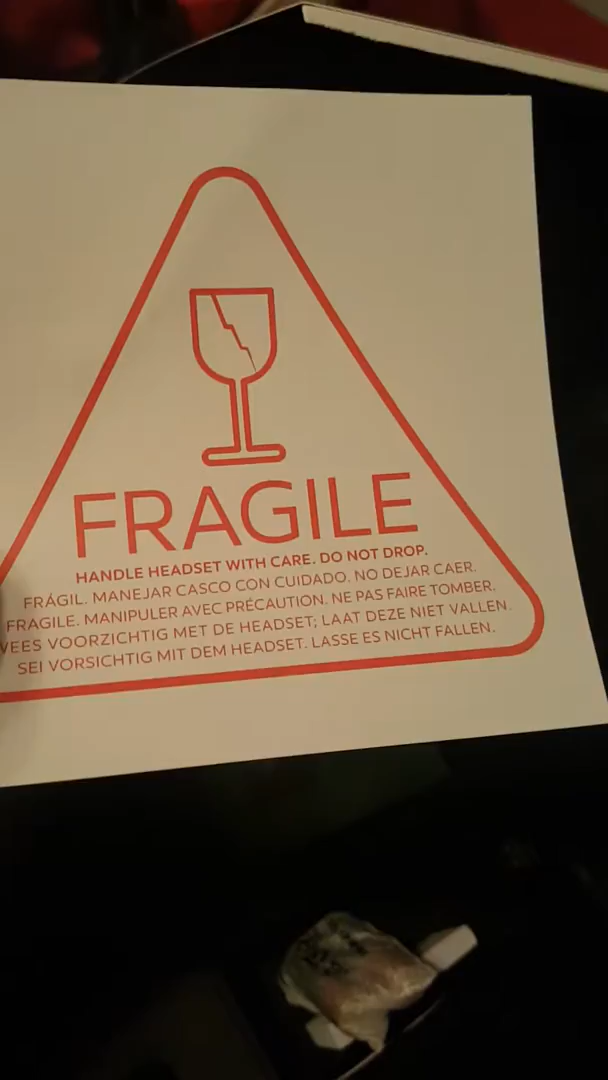 FRAGILE
HANDLE HEADSET WITH CARE. DO NOT DROP.
FRÁGIL. MANEJAR CASCO CON CUIDADO. NO DEJAR CAER.
FRAGILE. MANIPULER AVEC PRÉCAUTION. NE PAS FAIRE TOMBER.
WEES VOORZICHTIG MET DE HEADSET; LAAT DEZE NIET VALLEN.
SEI VORSICHTIG MIT DEM HEADSET. LASSE ES NICHT FALLEN.